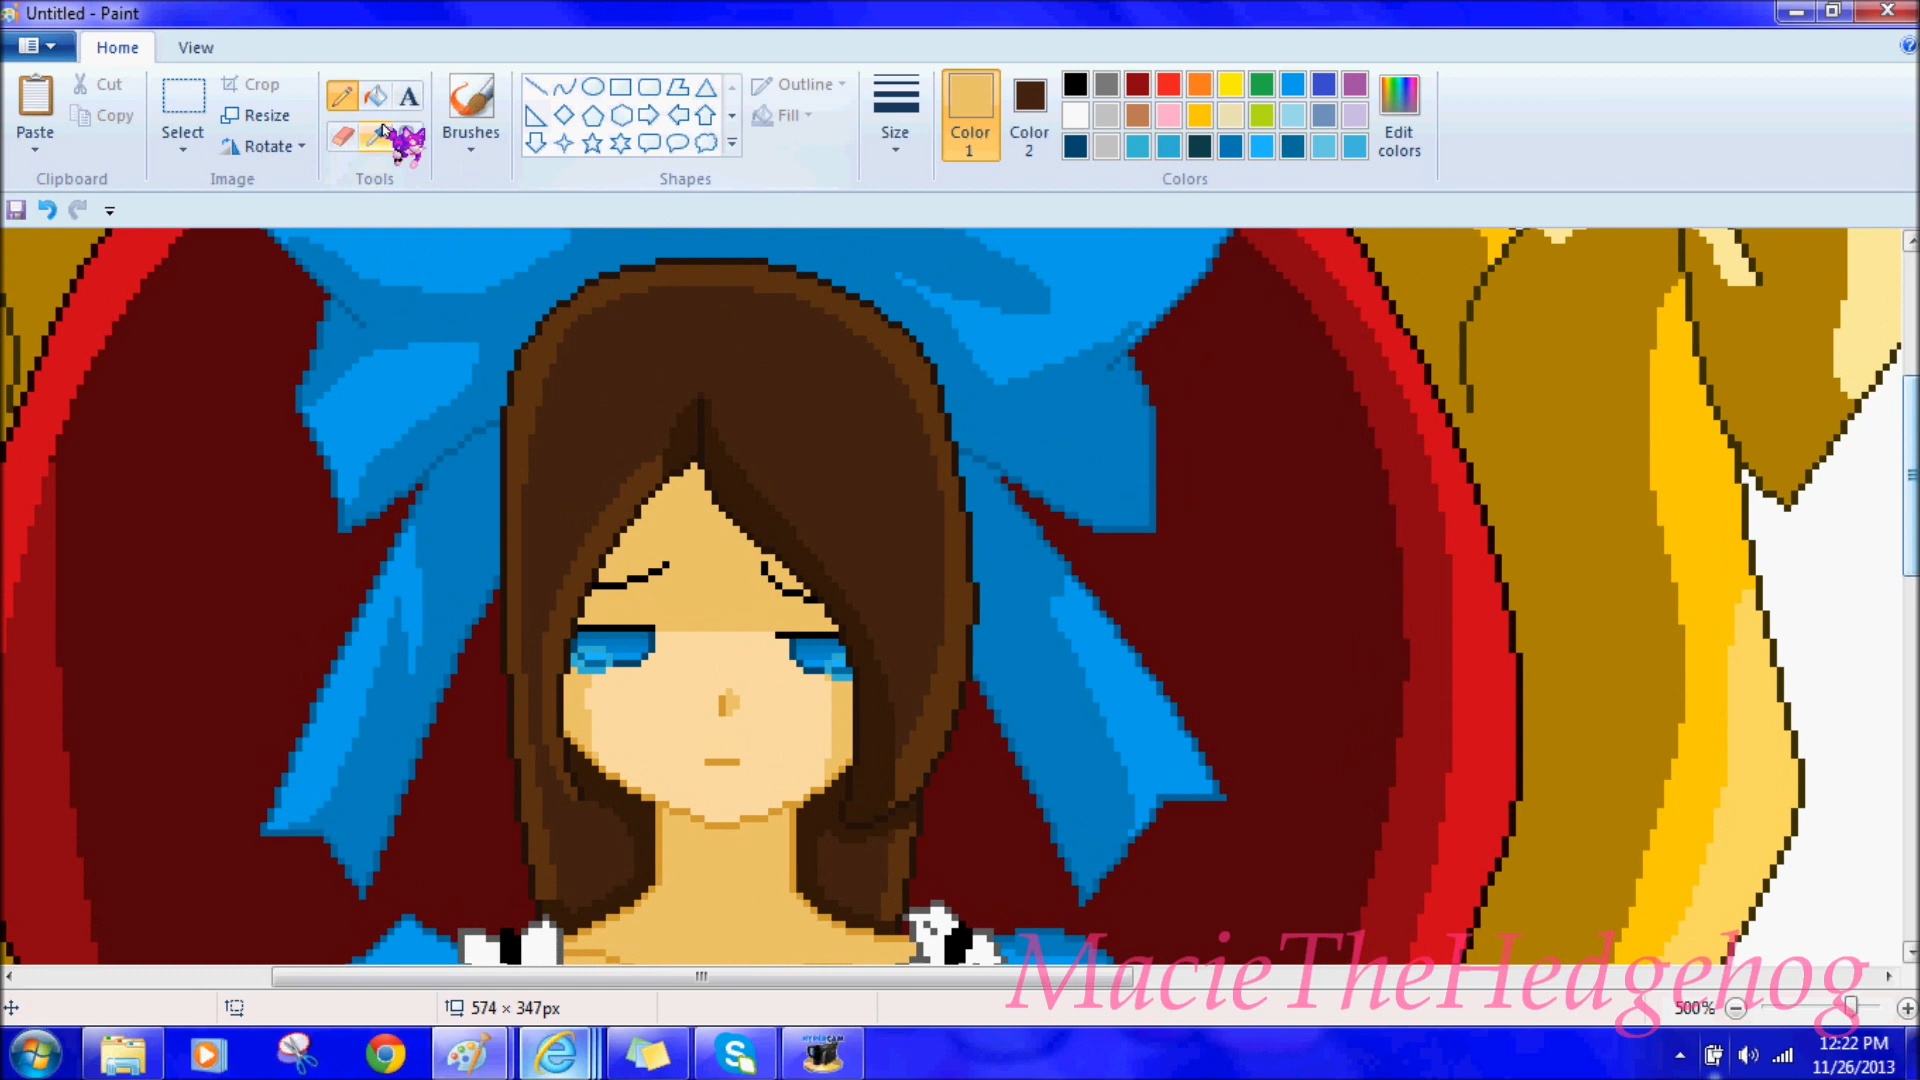 Untitled - Paint
Home View
Paste
Cut
Copy
Clipboard
Select
Crop
Resize
Rotate
Image
A
Tools
Brushes
Outline
Fill
Shapes
Size
Color 1
Color 2
Edit colors
Colors
574 × 347px
500%
MacieTheHedgehog
HYPERCAM
12:22 PM
11/26/2013